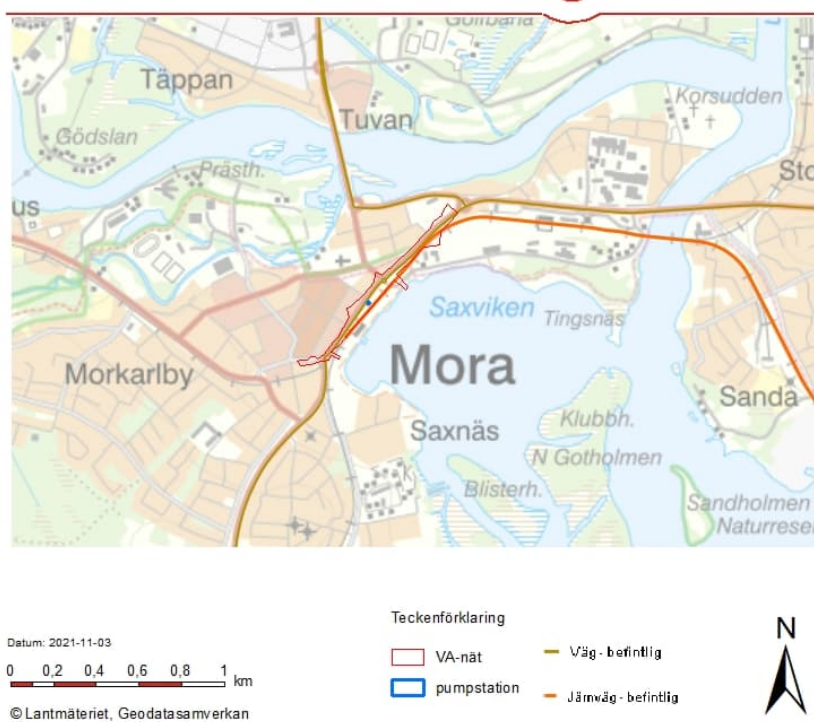 Golfbana
Täppan
Tuvan
Korsudden
Gödslan
Prästh.
Sto
us
Saxviken
Tingsnäs
Mora
Morkarlby
Sanda
Saxnäs
Klubbh.
N Gotholmen
Blisterh.
Sandholmen
Naturreser
Teckenförklaring
Datum: 2021-11-03
0 0,2 0,4 0,6 0,8 1 km
VA-nät
Väg - befintlig
pumpstation
Järnväg - befintlig
N
© Lantmäteriet, Geodatasamverkan